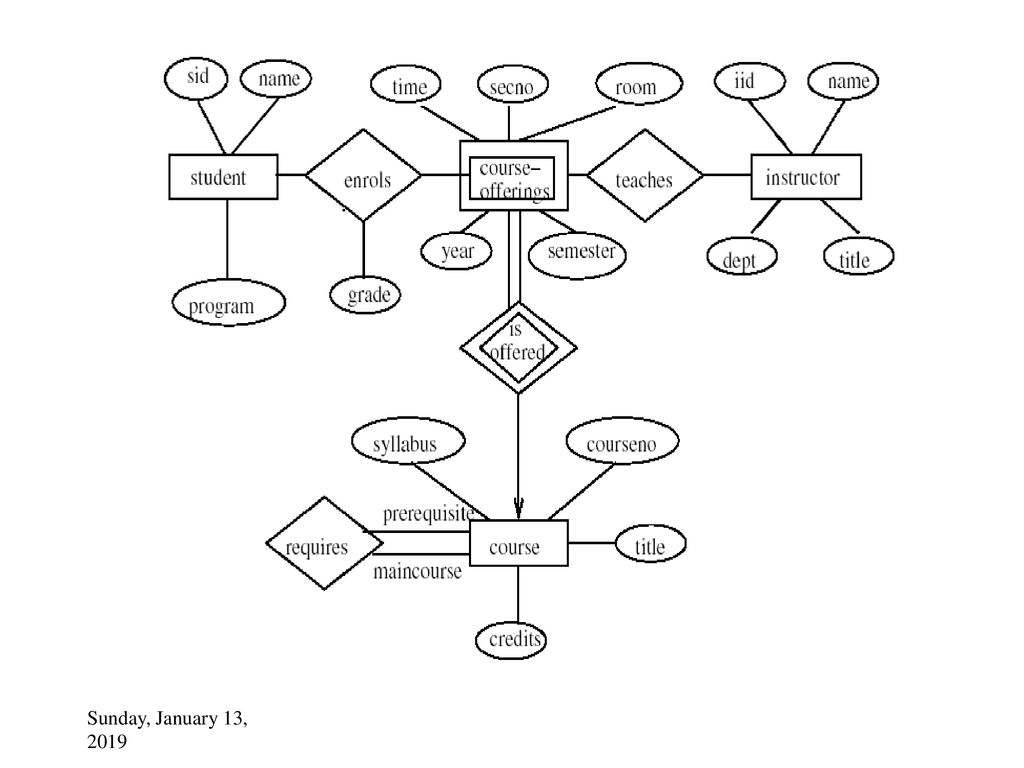 sid
name
time
secno
room
iid
name
student
enrols
course-
offerings
teaches
instructor
year
semester
dept
title
program
grade
is
offered
syllabus
courseno
prerequisite
requires
course
title
maincourse
credits
Sunday, January 13,
2019